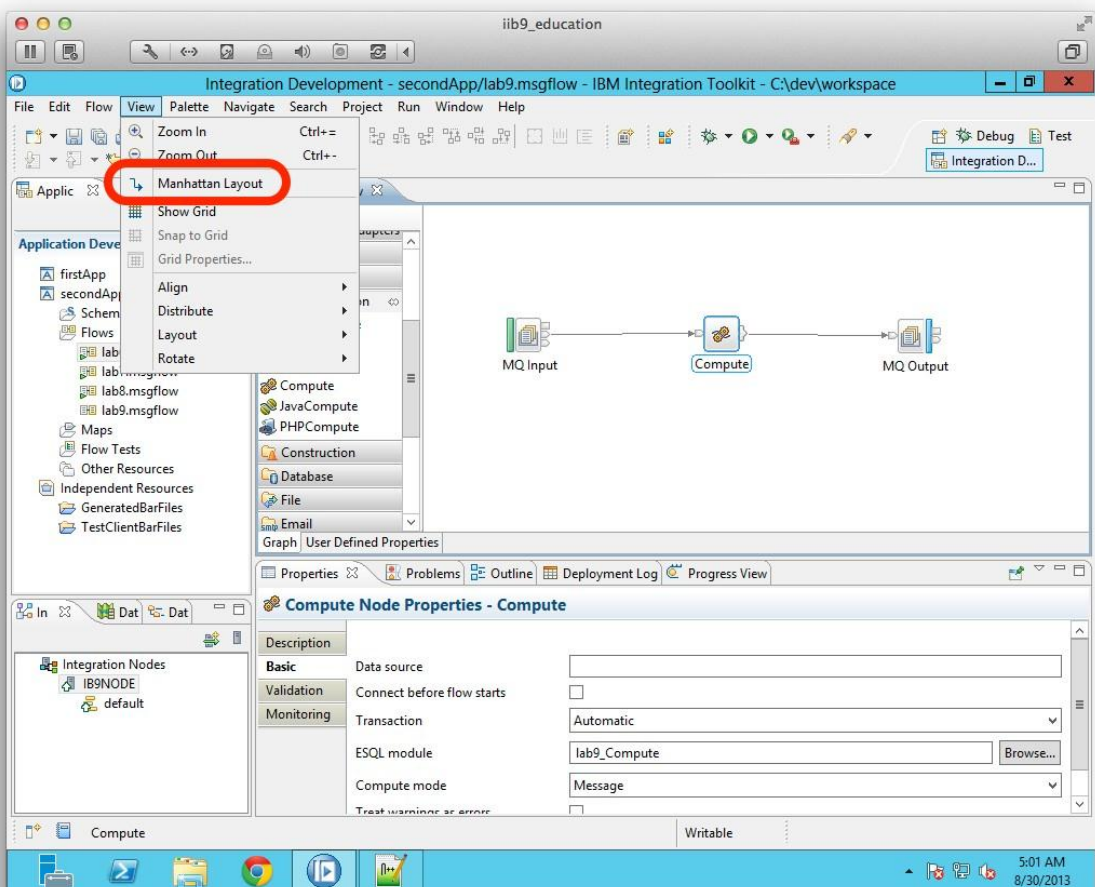 iib9_education
Integration Development - secondApp/lab9.msgflow - IBM Integration Toolkit - C:\dev\workspace
File Edit Flow View Palette Navigate Search Project Run Window Help
Zoom In Ctrl+=
Zoom Out Ctrl+-
Manhattan Layout
Show Grid
Snap to Grid
Grid Properties...
Align
Distribute
Layout
Rotate
Debug Test
Integration D...
Applic
Application Deve
firstApp
secondApp
Schem
Flows
lab8.msgflow
lab9.msgflow
Maps
Flow Tests
Other Resources
Independent Resources
GeneratedBarFiles
TestClientBarFiles
Compute
JavaCompute
PHPCompute
Construction
Database
File
Email
Graph User Defined Properties
MQ Input
Compute
MQ Output
In Dat Dat
Integration Nodes
IB9NODE
default
Properties Problems Outline Deployment Log Progress View
Compute Node Properties - Compute
Description
Basic
Validation
Monitoring
Data source
Connect before flow starts
Transaction Automatic
ESQL module lab9_Compute Browse...
Compute mode Message
Treat warnings as errors
Compute
Writable
5:01 AM
8/30/2013